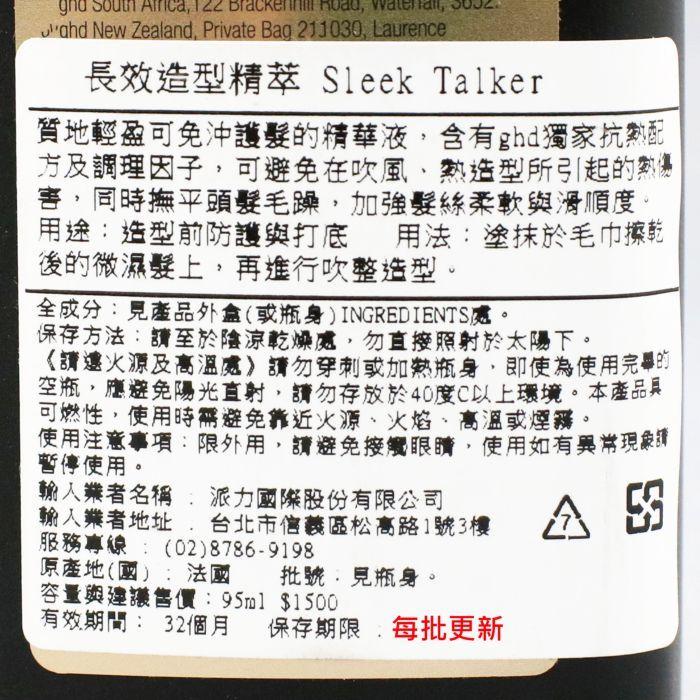 ghd South Africa, 122 Brackenhill Road, Waterfall, 3652.
ghd New Zealand, Private Bag 211030, Laurence
長效造型精萃 Sleek Talker
質地輕盈可免沖護髮的精華液，含有ghd獨家抗熱配
方及調理因子，可避免在吹風、熱造型所引起的熱傷
害，同時撫平頭髮毛躁，加強髮絲柔軟與滑順度。
用途：造型前防護與打底 用法：塗抹於毛巾擦乾
後的微濕髮上，再進行吹整造型。
全成分：見產品外盒(或瓶身)INGREDIENTS處。
保存方法：請至於陰涼乾燥處，勿直接照射於太陽下。
《請遠火源及高溫處》請勿穿刺或加熱瓶身，即使為使用完畢的
空瓶，應避免陽光直射，請勿存放於40度C以上環境。本產品具
可燃性，使用時需避免靠近火源、火焰、高溫或煙霧。
使用注意事項：限外用，請避免接觸眼睛，使用如有異常現象請
暫停使用。
輸入業者名稱：派力國際股份有限公司
輸入業者地址：台北市信義區松高路1號3樓
服務專線：(02)8786-9198
原產地(國)：法國 批號：見瓶身。
容量與建議售價：95ml $1500
有效期間：32個月 保存期限：每批更新
7